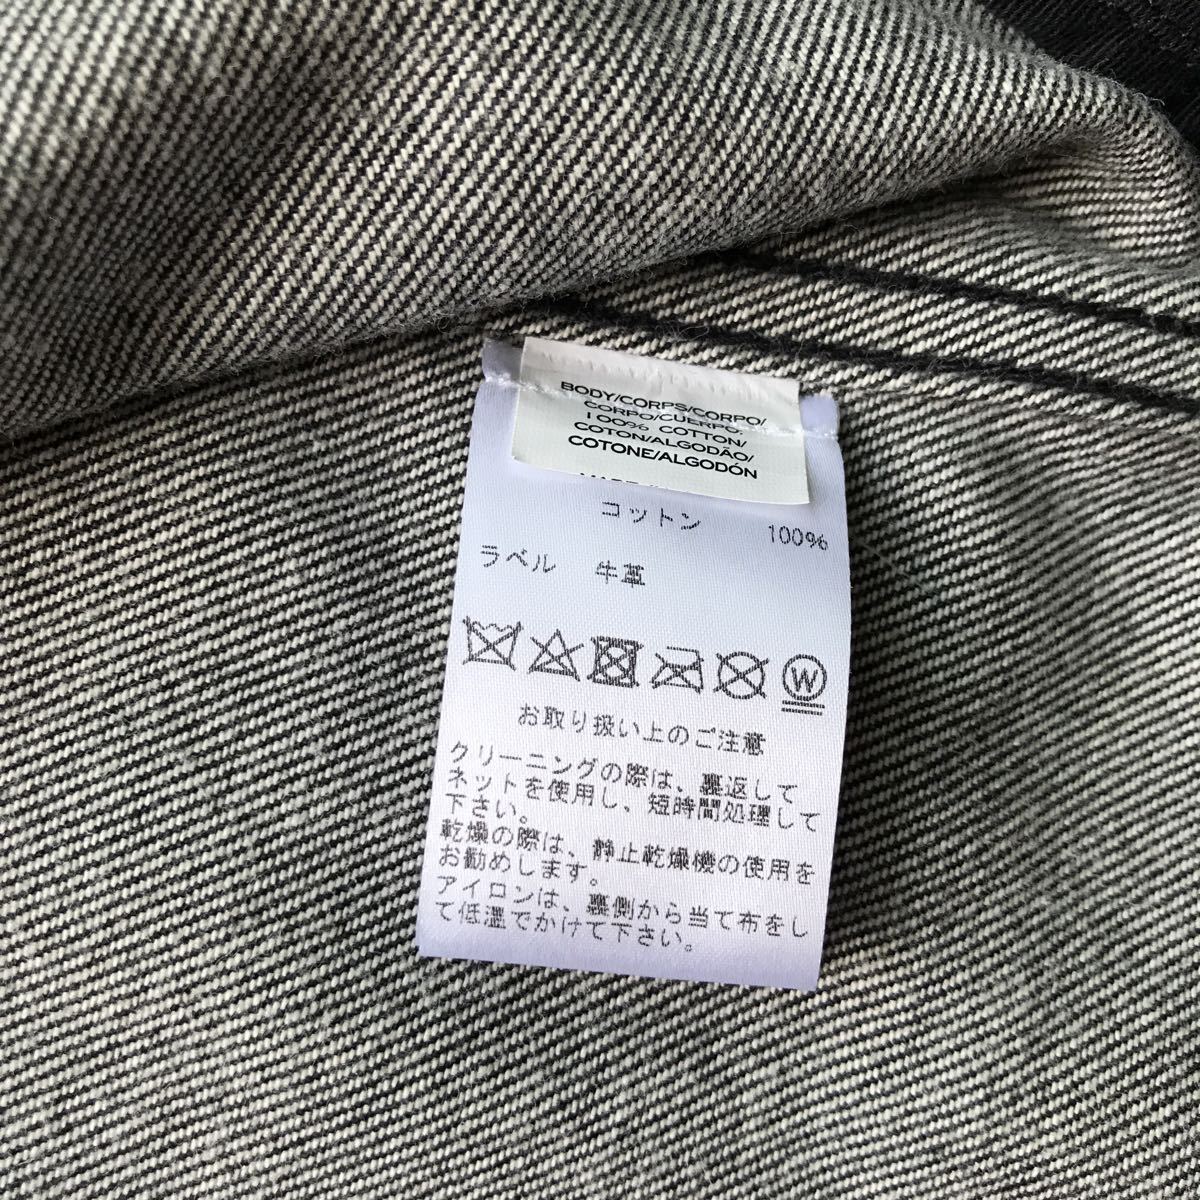 BODY/CORPS/CORPO/
CORPO/CUERPO:
100% COTTON/
COTON/ALGODÃO/
COTONE/ALGODÓN
コットン 100%
ラベル 牛革
W
お取り扱い上のご注意
クリーニングの際は、裏返して
ネットを使用し、短時間処理して
下さい。
乾燥の際は、静止乾燥機の使用を
お勧めします。
アイロンは、裏側から当て布をし
て低温でかけて下さい。